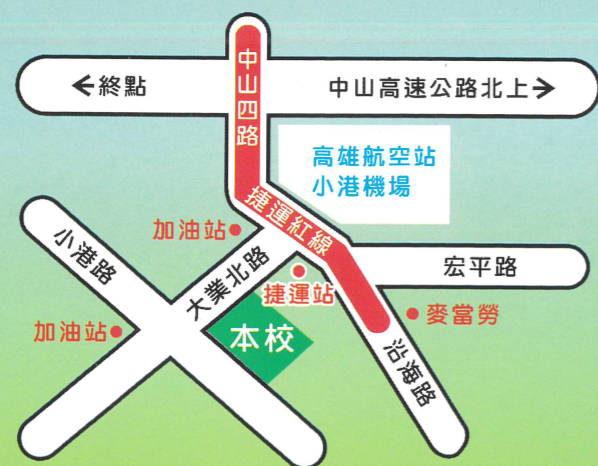 ←終點
中山四路
中山高速公路北上→
高雄航空站
小港機場
捷運紅線
加油站
小港路
大業北路
宏平路
捷運站
麥當勞
加油站
本校
沿海路